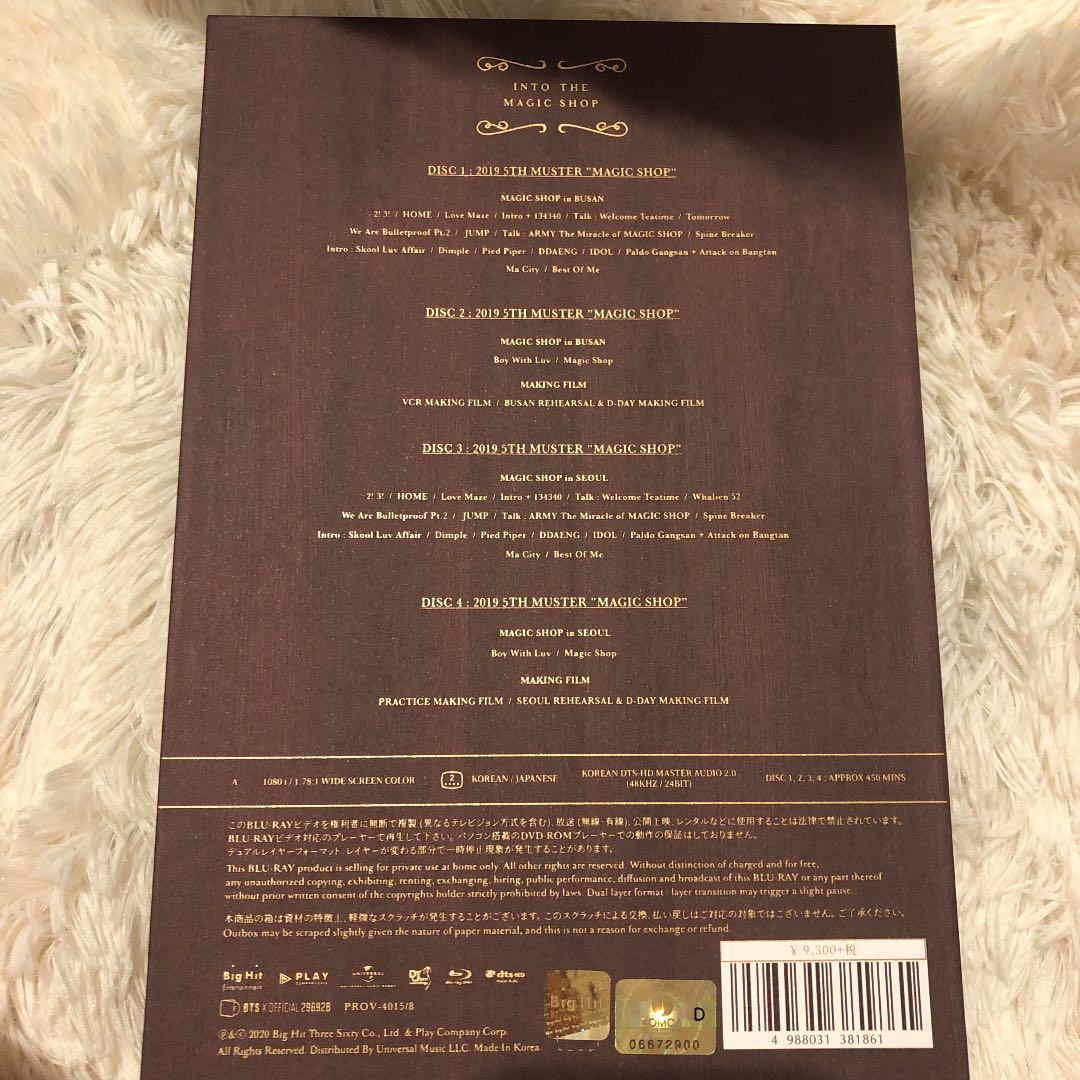 INTO THE
MAGIC SHOP
DISC 1 : 2019 5TH MUSTER "MAGIC SHOP"
MAGIC SHOP in BUSAN
2! 3! / HOME / Love Maze / Intro + 134340 / Talk : Welcome Teatime / Tomorrow
We Are Bulletproof Pt.2 / JUMP / Talk : ARMY The Miracle of MAGIC SHOP / Spine Breaker
Intro : Skool Luv Affair / Dimple / Pied Piper / DDAENG / IDOL / Paldo Gangsan + Attack on Bangtan
Ma City / Best Of Me
DISC 2 : 2019 5TH MUSTER "MAGIC SHOP"
MAGIC SHOP in BUSAN
Boy With Luv / Magic Shop
MAKING FILM
VCR MAKING FILM / BUSAN REHEARSAL & D-DAY MAKING FILM
DISC 3 : 2019 5TH MUSTER "MAGIC SHOP"
MAGIC SHOP in SEOUL
2! 3! / HOME / Love Maze / Intro + 134340 / Talk : Welcome Teatime / Whalien 52
We Are Bulletproof Pt.2 / JUMP / Talk : ARMY The Miracle of MAGIC SHOP / Spine Breaker
Intro : Skool Luv Affair / Dimple / Pied Piper / DDAENG / IDOL / Paldo Gangsan + Attack on Bangtan
Ma City / Best Of Me
DISC 4 : 2019 5TH MUSTER "MAGIC SHOP"
MAGIC SHOP in SEOUL
Boy With Luv / Magic Shop
MAKING FILM
PRACTICE MAKING FILM / SEOUL REHEARSAL & D-DAY MAKING FILM
A 1080 i / 1.78:1 WIDE SCREEN COLOR 2 KOREAN / JAPANESE KOREAN DTS-HD MASTER AUDIO 2.0 DISC 1, 2, 3, 4 : APPROX 450 MINS
(48KHZ / 24BIT)
このBLU-RAYビデオを権利者に無断で複製(異なるテレビジョン方式を含む)、放送(無線·有線)、公開上映、レンタルなどに使用することは法律で禁止されています。
BLU-RAYビデオ対応のプレーヤーで再生して下さい。パソコン搭載のDVD-ROMプレーヤーでの動作の保証はしておりません。
デュアルレイヤーフォーマット:レイヤーが変わる部分で一時停止現象が発生することがあります。
This BLU-RAY product is selling for private use at home only. All other rights are reserved. Without distinction of charged and for free,
any unauthorized copying, exhibiting, renting, exchanging, hiring, public performance, diffusion and broadcast of this BLU-RAY or any part thereof
without prior written consent of the copyrights holder strictly prohibited by laws. Dual layer format : layer transition may trigger a slight pause.
本商品の箱は資材の特徴上、軽微なスクラッチが発生することがございます。このスクラッチによる交換、払い戻しはご対応の対象ではございません。ご了承ください。
Outbox may be scraped slightly given the nature of paper material, and this is not a reason for exchange or refund.
¥ 9,300+税
Big Hit PLAY UNIVERSAL dts-HD
Entertainment
BTS X OFFICIAL 29692B PROV-4015/8
Big Hit
D
06672900
℗&© 2020 Big Hit Three Sixty Co., Ltd. & Play Company Corp.
All Rights Reserved. Distributed By Universal Music LLC. Made In Korea.
4 988031 381861